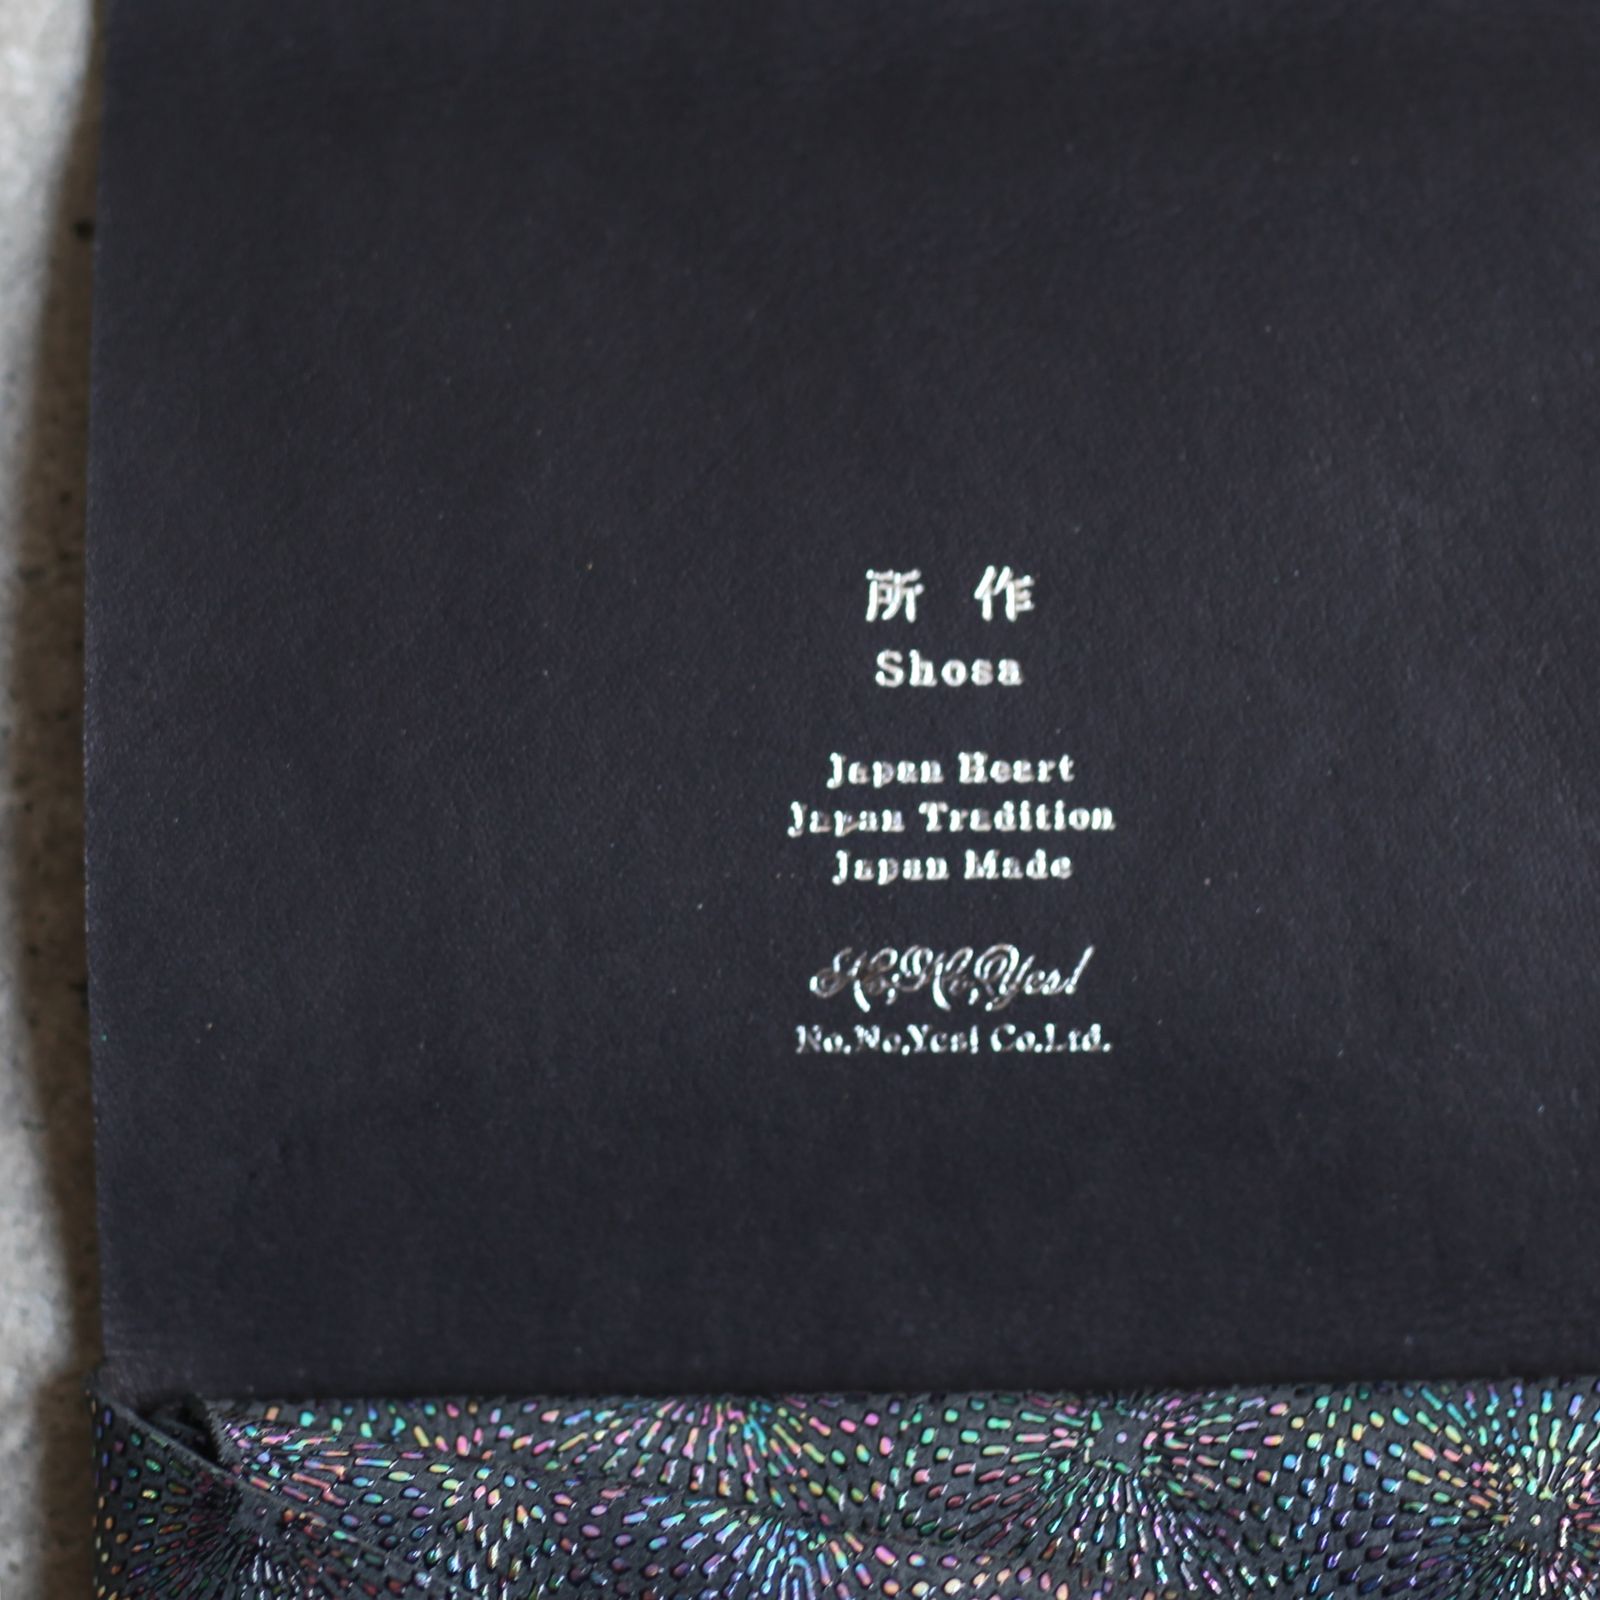 所作
Shosa
Japan Heart
Japan Tradition
Japan Made
No,No,Yes!
No,No,Yes! Co.Ltd.